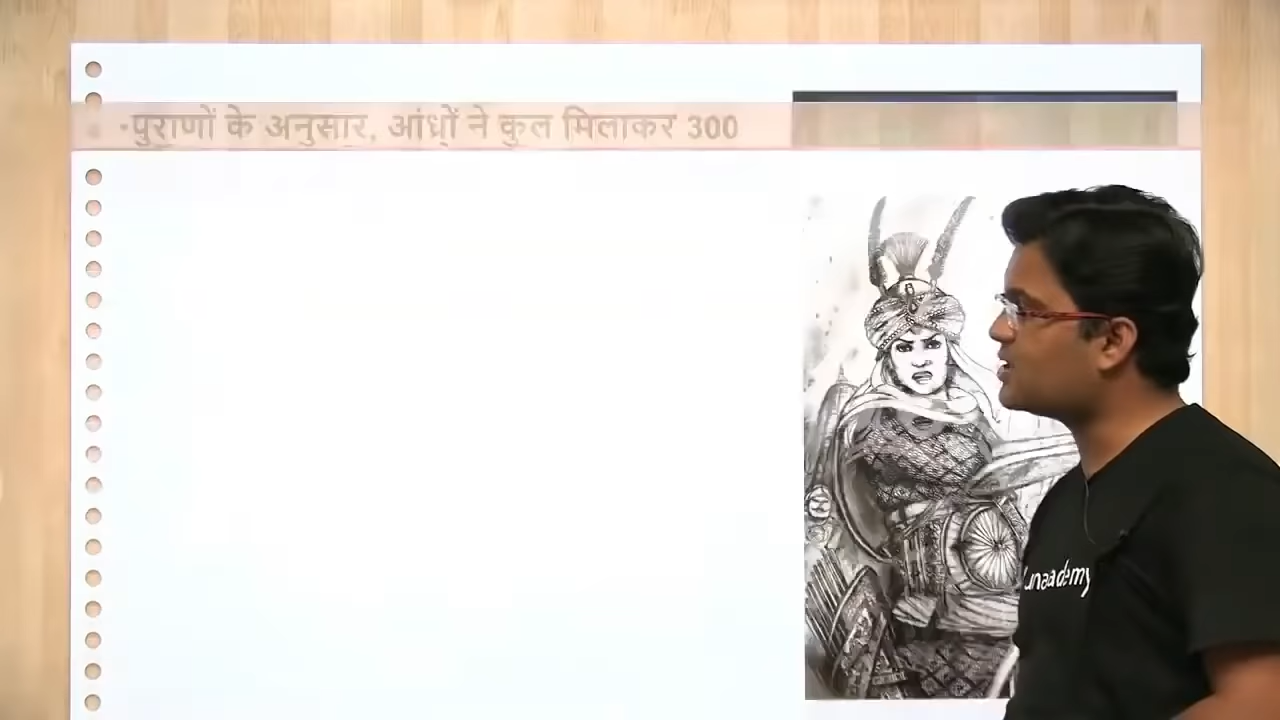 •पुराणों के अनुसार, आंध्रों ने कुल मिलाकर 300
unacademy